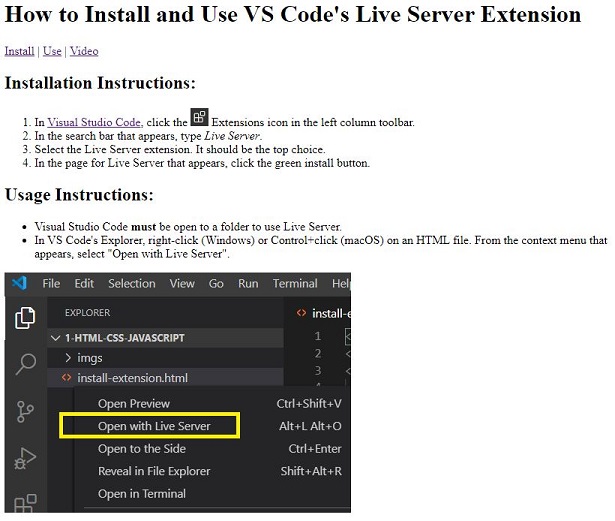 How to Install and Use VS Code's Live Server Extension
Install | Use | Video
Installation Instructions:
1. In Visual Studio Code, click the Extensions icon in the left column toolbar.
2. In the search bar that appears, type Live Server.
3. Select the Live Server extension. It should be the top choice.
4. In the page for Live Server that appears, click the green install button.
Usage Instructions:
• Visual Studio Code must be open to a folder to use Live Server.
• In VS Code's Explorer, right-click (Windows) or Control+click (macOS) on an HTML file. From the context menu that
appears, select "Open with Live Server".
File Edit Selection View Go Run Terminal Help
EXPLORER
1-HTML-CSS-JAVASCRIPT
imgs
install-extension.html
install-e
1
2
3
Open Preview Ctrl+Shift+V
Open with Live Server Alt+L Alt+O
Open to the Side Ctrl+Enter
Reveal in File Explorer Shift+Alt+R
Open in Terminal